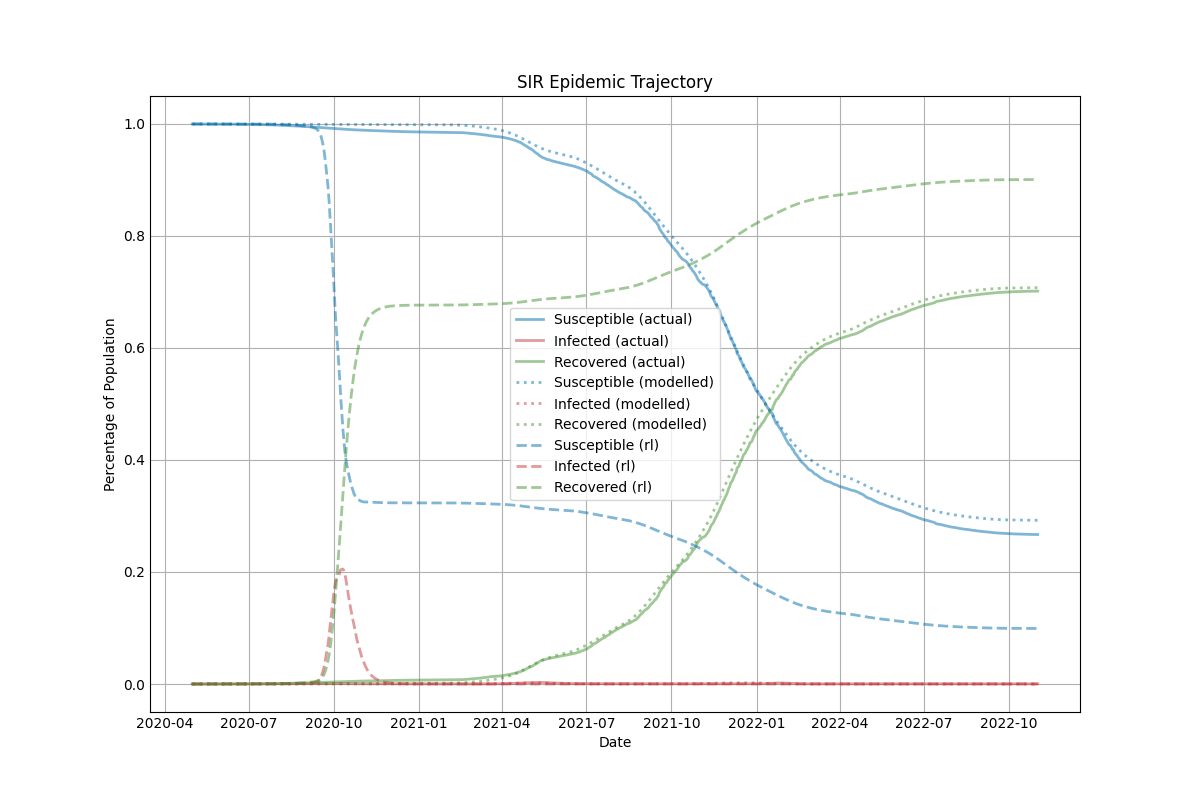 SIR Epidemic Trajectory
1.0
0.8
0.6
0.4
0.2
0.0
Percentage of Population
Susceptible (actual)
Infected (actual)
Recovered (actual)
Susceptible (modelled)
Infected (modelled)
Recovered (modelled)
Susceptible (rl)
Infected (rl)
Recovered (rl)
2020-04 2020-07 2020-10 2021-01 2021-04 2021-07 2021-10 2022-01 2022-04 2022-07 2022-10
Date